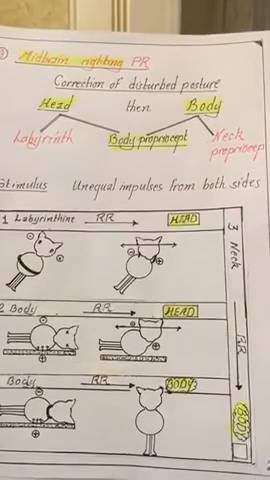 Midbrain righting PR
Correction of disturbed posture
Head then Body
Labyrinth Body propriocept Neck propriocep
Stimulus Unequal impulses from both sides
1 Labyrinthine RR HEAD
3 Neck RR BODY
2 Body RR HEAD
Body RR BODY